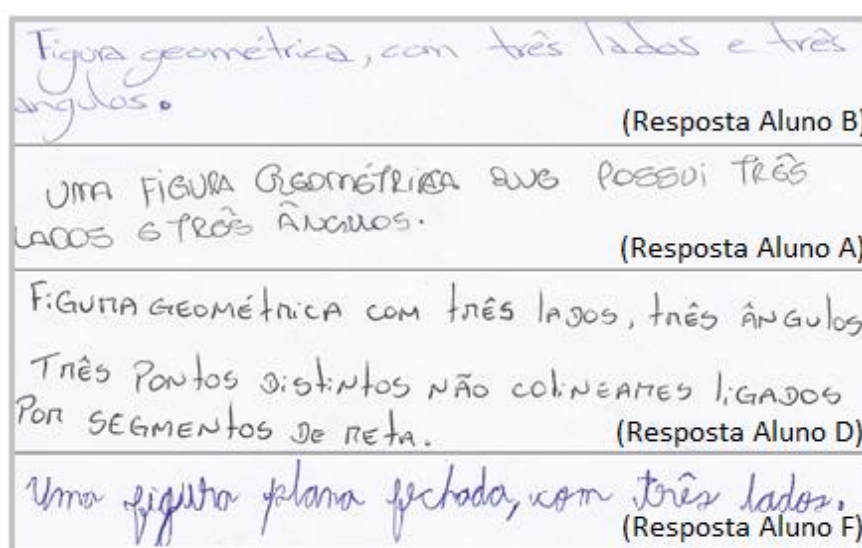 Figura geométrica, com três lados e três
angulos.
(Resposta Aluno B)
UMA FIGURA GEOMÉTRICA QUE POSSUI TRÊS
LADOS E TRÊS ÂNGULOS.
(Resposta Aluno A)
FIGURA GEOMÉTRICA COM três lados, três ÂNGulos
Três Pontos Distintos NÃO COLINEARES LIGADOS
POR SEGMENtos De RetA.
(Resposta Aluno D)
Uma figura plana fechada, com três lados.
(Resposta Aluno F)